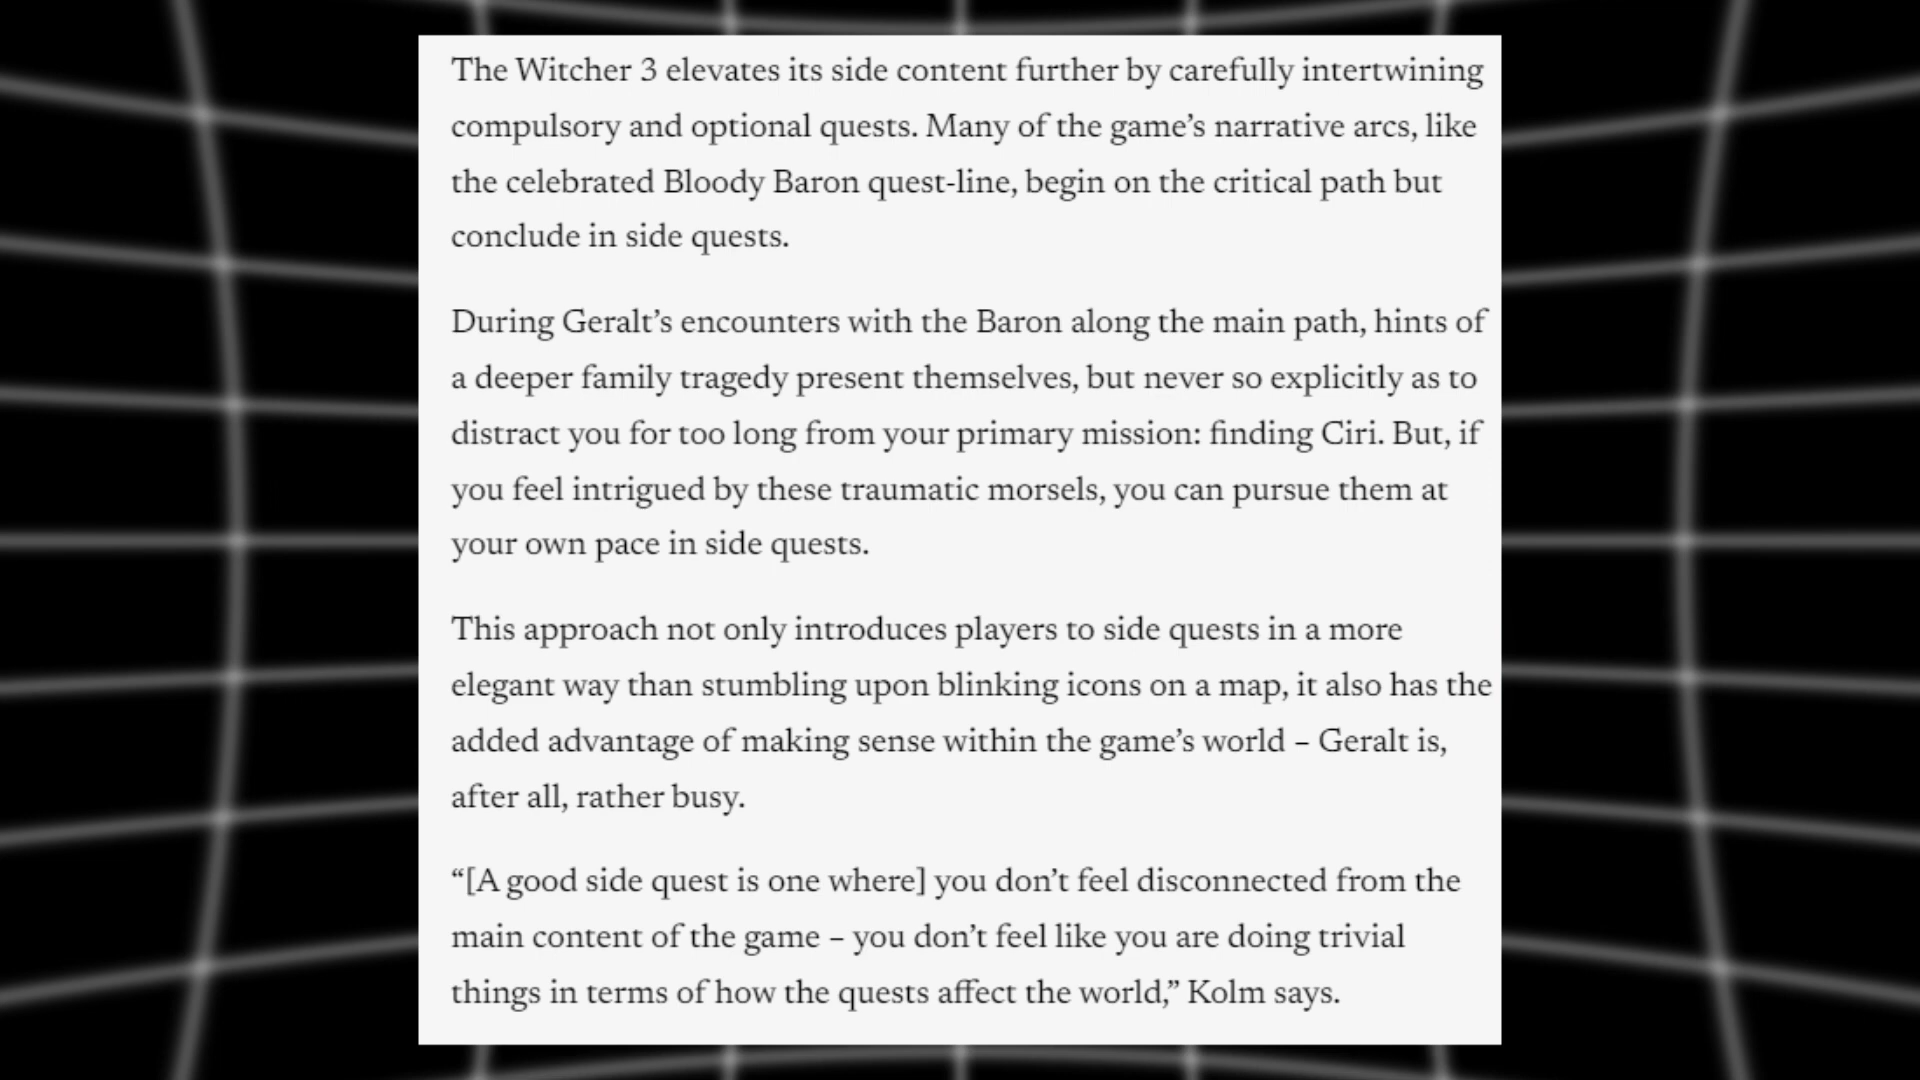 The Witcher 3 elevates its side content further by carefully intertwining
compulsory and optional quests. Many of the game’s narrative arcs, like
the celebrated Bloody Baron quest-line, begin on the critical path but
conclude in side quests.
During Geralt’s encounters with the Baron along the main path, hints of
a deeper family tragedy present themselves, but never so explicitly as to
distract you for too long from your primary mission: finding Ciri. But, if
you feel intrigued by these traumatic morsels, you can pursue them at
your own pace in side quests.
This approach not only introduces players to side quests in a more
elegant way than stumbling upon blinking icons on a map, it also has the
added advantage of making sense within the game’s world – Geralt is,
after all, rather busy.
“[A good side quest is one where] you don’t feel disconnected from the
main content of the game – you don’t feel like you are doing trivial
things in terms of how the quests affect the world,” Kolm says.